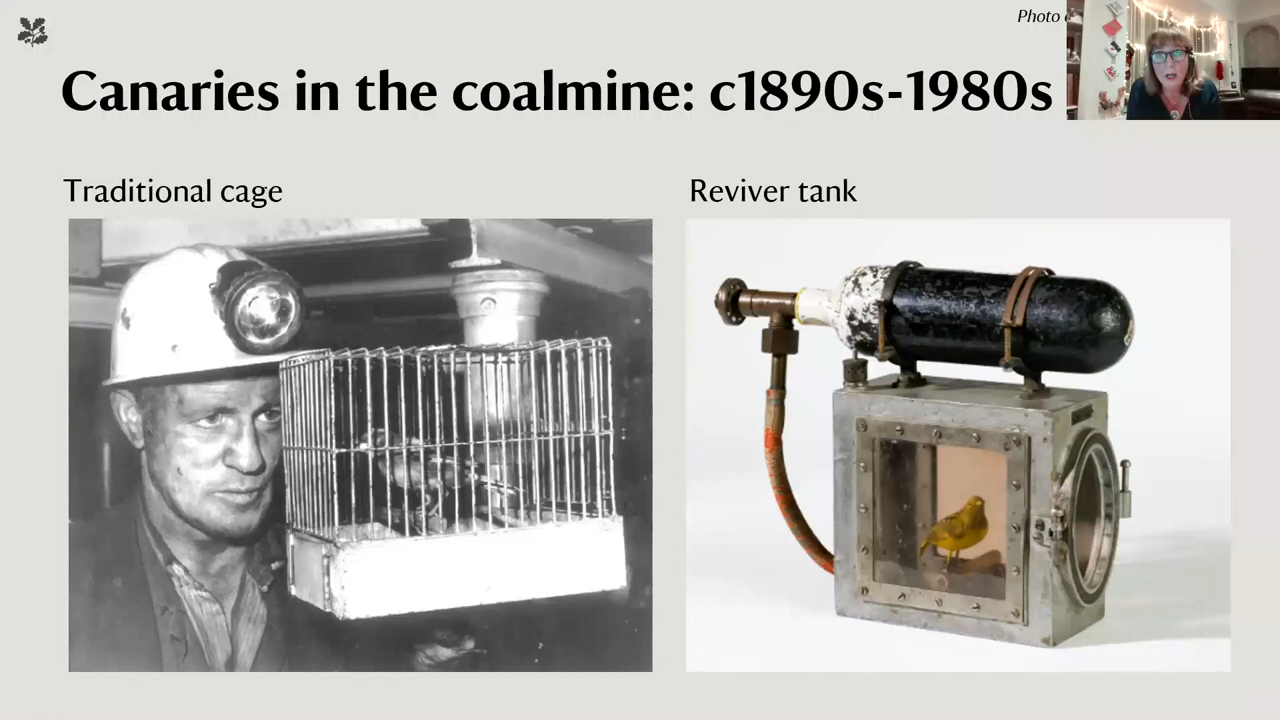 Photo
Canaries in the coalmine: c1890s-1980s
Traditional cage
Reviver tank